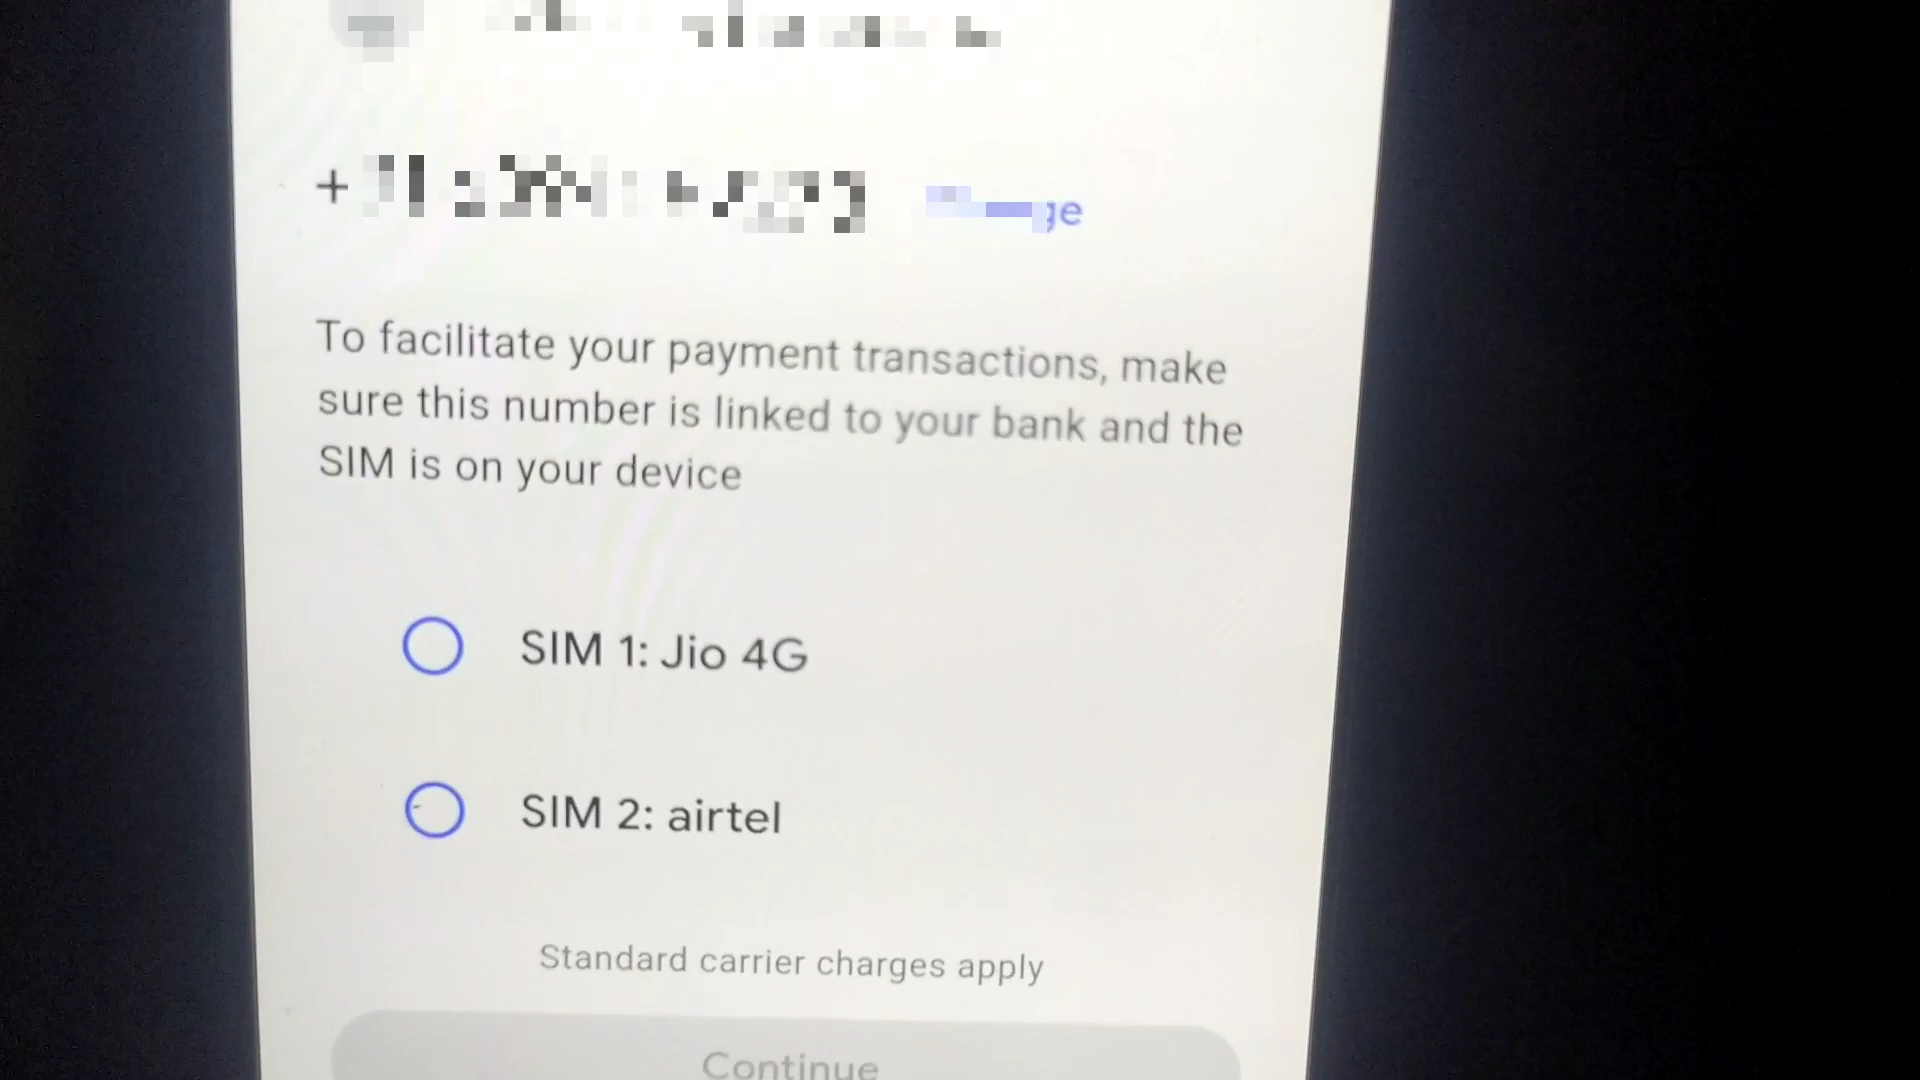 +
To facilitate your payment transactions, make
sure this number is linked to your bank and the
SIM is on your device
SIM 1: Jio 4G
SIM 2: airtel
Standard carrier charges apply
Continue